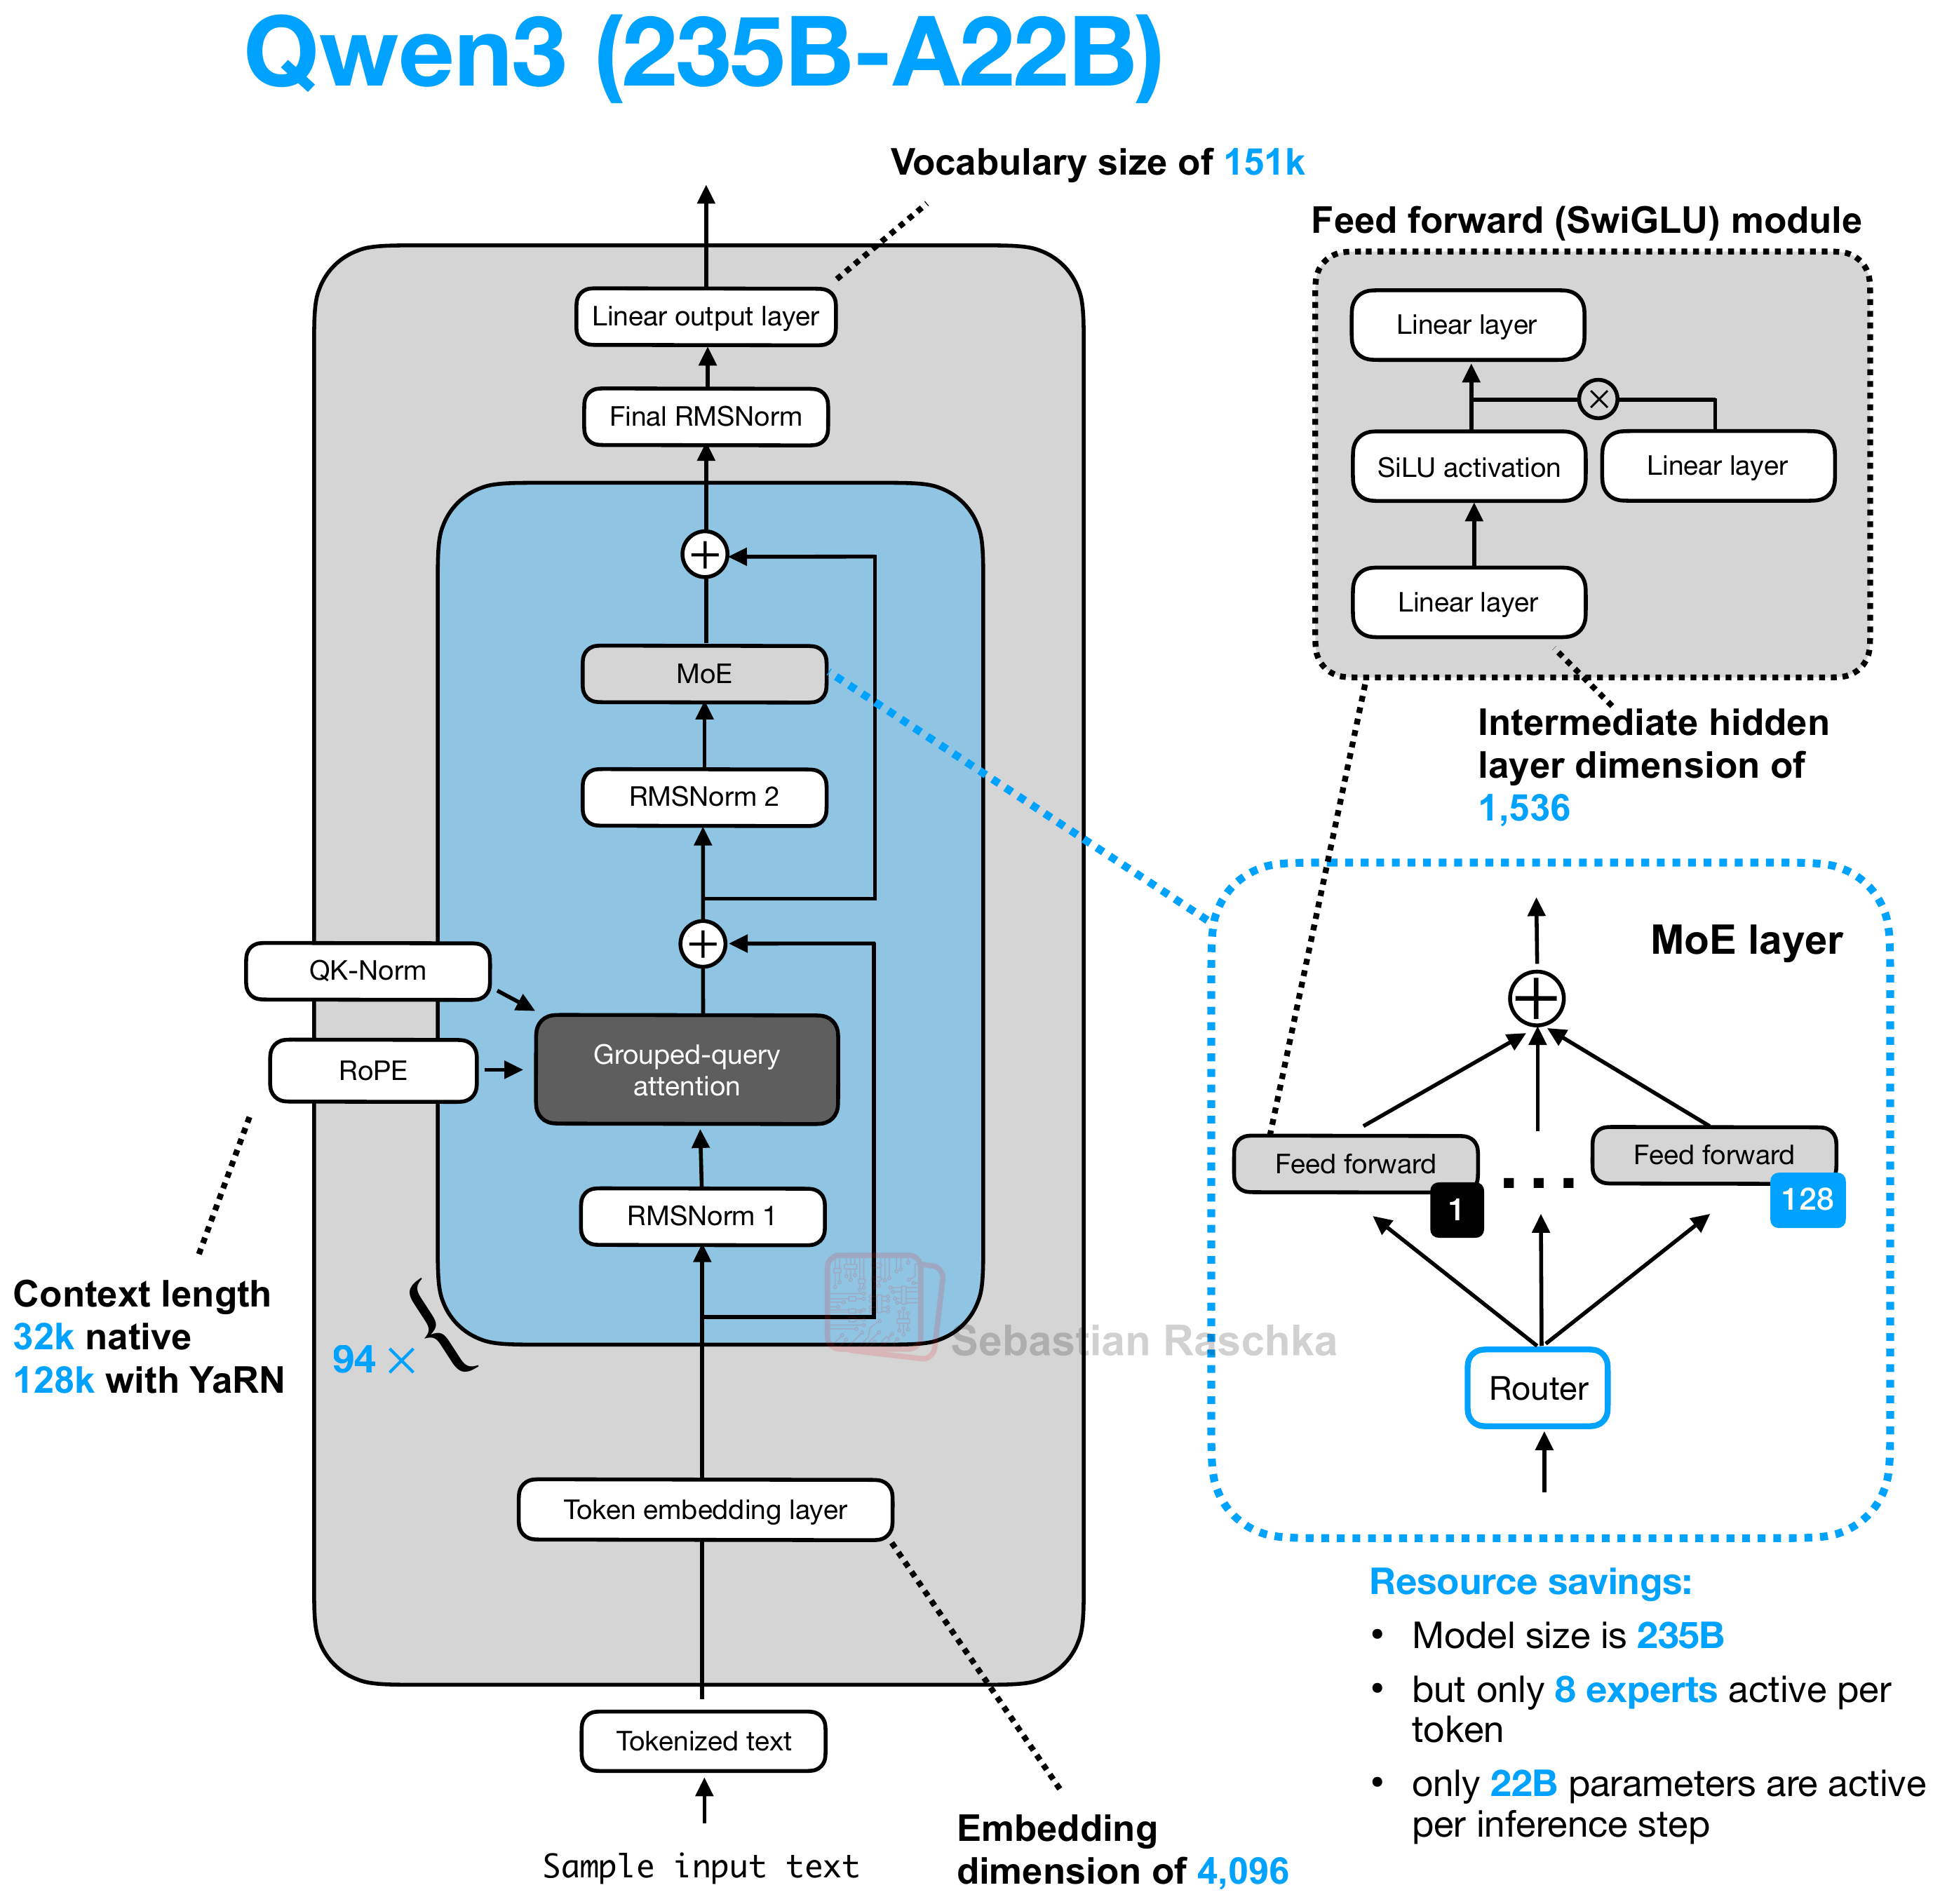 Qwen3 (235B-A22B)
Vocabulary size of 151k
Linear output layer
Final RMSNorm
MoE
RMSNorm 2
QK-Norm
RoPE
Grouped-query
attention
RMSNorm 1
Context length
32k native
128k with YaRN
94 ×
Sebastian Raschka
Token embedding layer
Tokenized text
Sample input text
Embedding
dimension of 4,096
Feed forward (SwiGLU) module
Linear layer
SiLU activation
Linear layer
Linear layer
Intermediate hidden
layer dimension of
1,536
MoE layer
Feed forward
1
...
Feed forward
128
Router
Resource savings:
• Model size is 235B
• but only 8 experts active per
token
• only 22B parameters are active
per inference step